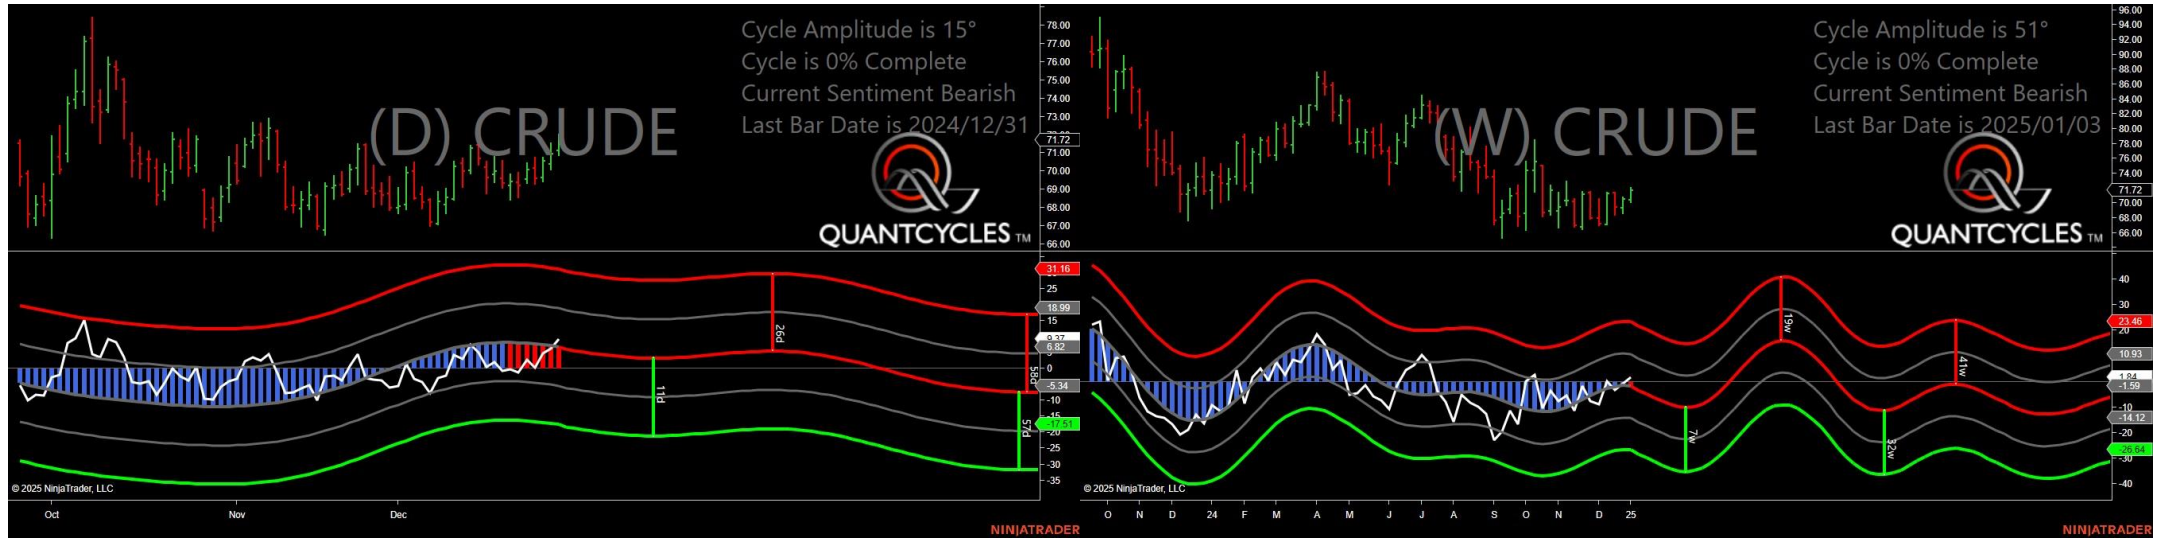 Cycle Amplitude is 15°
Cycle is 0% Complete
Current Sentiment Bearish
Last Bar Date is 2024/12/31
(D) CRUDE
QUANTCYCLES TM
78.00
77.00
76.00
75.00
74.00
73.00
71.72
71.00
70.00
69.00
68.00
67.00
66.00
31.16
25
18.99
15
6.82
0
-5.34
-10
-17.51
-20
-25
-30
-35
11d
26d
58d
57d
© 2025 NinjaTrader, LLC
Oct
Nov
Dec
NINJATRADER
Cycle Amplitude is 51°
Cycle is 0% Complete
Current Sentiment Bearish
Last Bar Date is 2025/01/03
(W) CRUDE
QUANTCYCLES TM
96.00
94.00
92.00
90.00
88.00
86.00
84.00
82.00
80.00
78.00
76.00
74.00
71.72
70.00
68.00
66.00
40
30
23.46
20
10.93
1.84
-1.59
-10
-14.12
-20
-26.64
-30
-40
7w
19w
32w
41w
© 2025 NinjaTrader, LLC
O N D 24 F M A M J J A S O N D 25
NINJATRADER